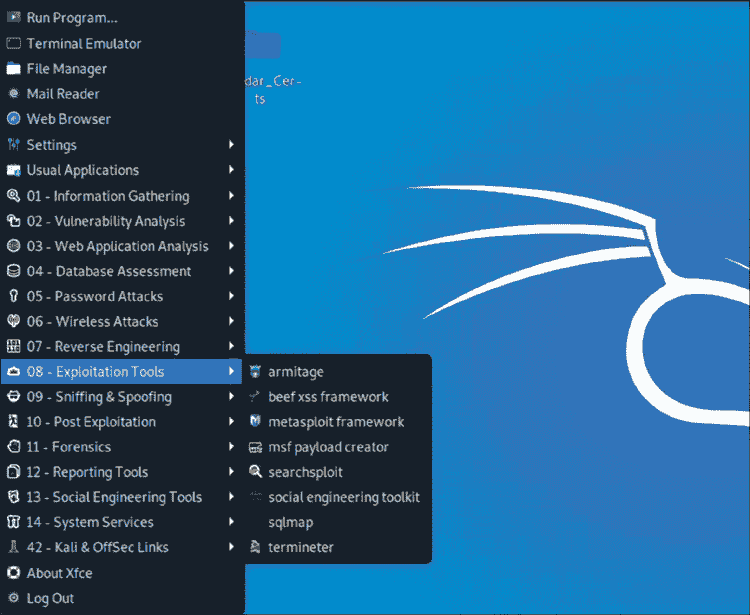 Run Program...
Terminal Emulator
File Manager
Mail Reader
Web Browser
Settings
Usual Applications
01 - Information Gathering
02 - Vulnerability Analysis
03 - Web Application Analysis
04 - Database Assessment
05 - Password Attacks
06 - Wireless Attacks
07 - Reverse Engineering
08 - Exploitation Tools
09 - Sniffing & Spoofing
10 - Post Exploitation
11 - Forensics
12 - Reporting Tools
13 - Social Engineering Tools
14 - System Services
42 - Kali & OffSec Links
About Xfce
Log Out
armitage
beef xss framework
metasploit framework
msf payload creator
searchsploit
social engineering toolkit
sqlmap
termineter
dar_Cer-
ts